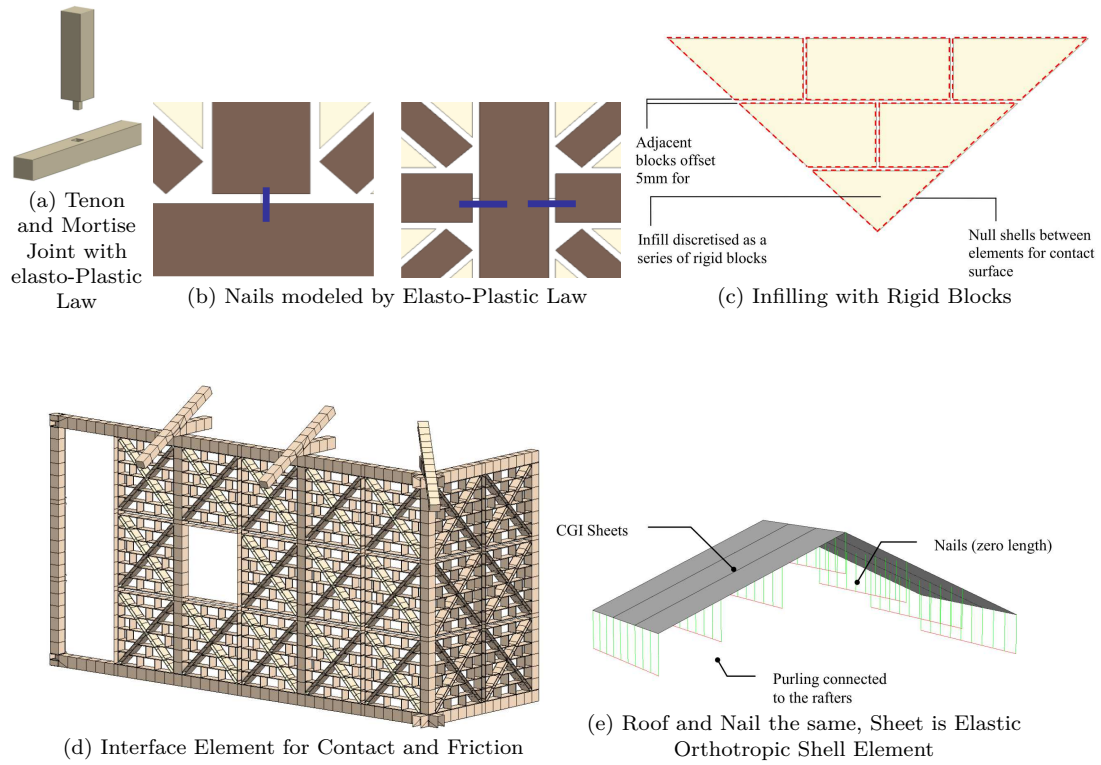 (a) Tenon
and Mortise
Joint with
elasto-Plastic
Law
(b) Nails modeled by Elasto-Plastic Law
Adjacent
blocks offset
5mm for
Infill discretised as a
series of rigid blocks
Null shells between
elements for contact
surface
(c) Infilling with Rigid Blocks
(d) Interface Element for Contact and Friction
CGI Sheets
Nails (zero length)
Purling connected
to the rafters
(e) Roof and Nail the same, Sheet is Elastic
Orthotropic Shell Element